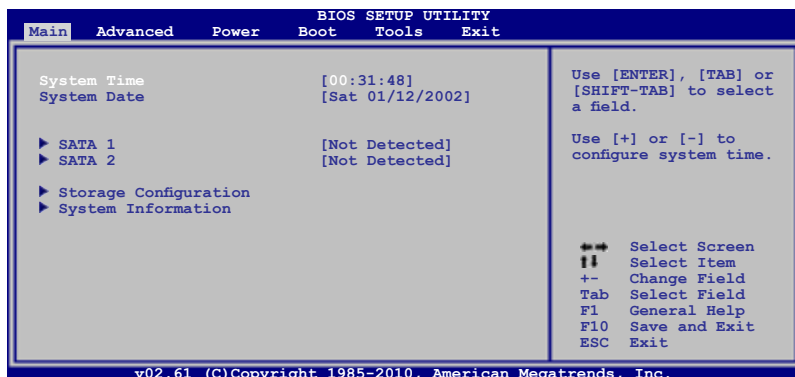 BIOS SETUP UTILITY
Main Advanced Power Boot Tools Exit
System Time [00:31:48]
System Date [Sat 01/12/2002]
SATA 1 [Not Detected]
SATA 2 [Not Detected]
Storage Configuration
System Information
Use [ENTER], [TAB] or
[SHIFT-TAB] to select
a field.
Use [+] or [-] to
configure system time.
Select Screen
Select Item
+- Change Field
Tab Select Field
F1 General Help
F10 Save and Exit
ESC Exit
v02.61 (C)Copyright 1985-2010, American Megatrends, Inc.